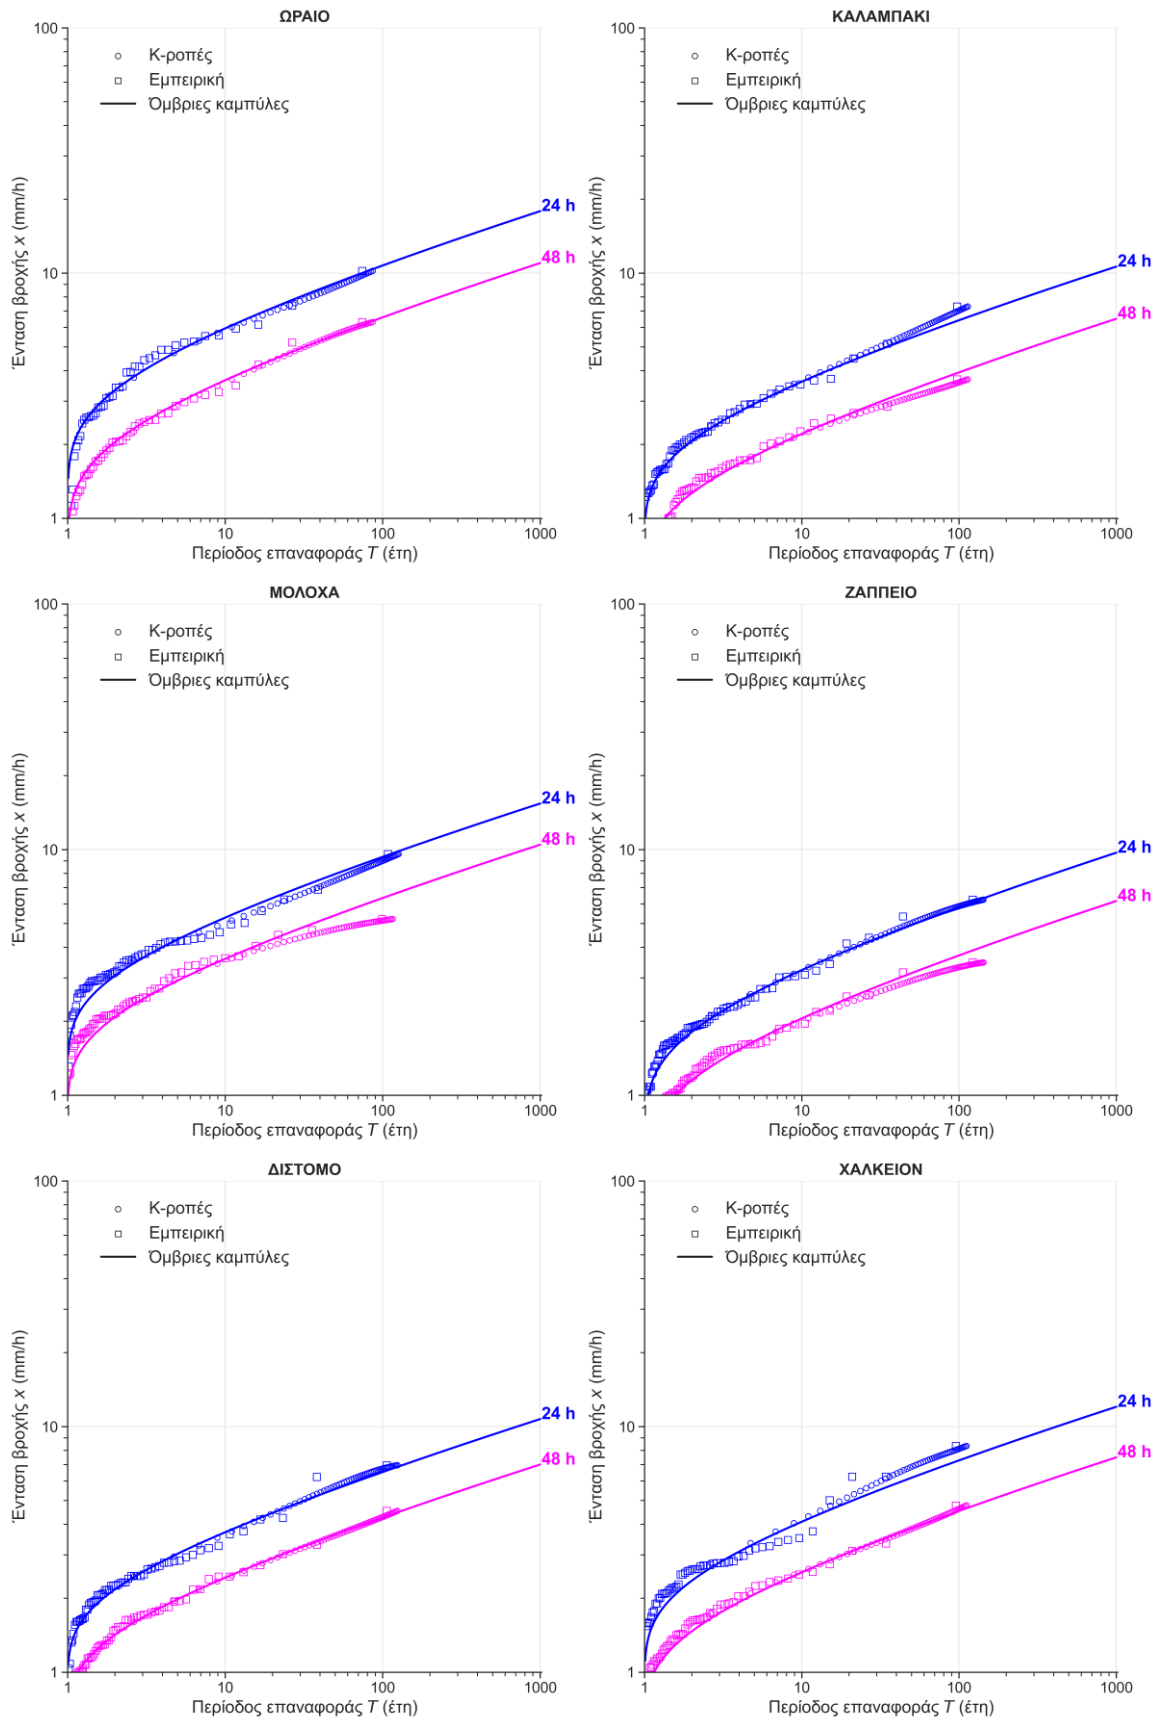 ΩΡΑΙΟ
100
10
1
Ένταση βροχής x (mm/h)
Κ-ροπές
Εμπειρική
Όμβριες καμπύλες
24 h
48 h
1 10 100 1000
Περίοδος επαναφοράς T (έτη)
ΚΑΛΑΜΠΑΚΙ
100
10
1
Ένταση βροχής x (mm/h)
Κ-ροπές
Εμπειρική
Όμβριες καμπύλες
24 h
48 h
1 10 100 1000
Περίοδος επαναφοράς T (έτη)
ΜΟΛΟΧΑ
100
10
1
Ένταση βροχής x (mm/h)
Κ-ροπές
Εμπειρική
Όμβριες καμπύλες
24 h
48 h
1 10 100 1000
Περίοδος επαναφοράς T (έτη)
ΖΑΠΠΕΙΟ
100
10
1
Ένταση βροχής x (mm/h)
Κ-ροπές
Εμπειρική
Όμβριες καμπύλες
24 h
48 h
1 10 100 1000
Περίοδος επαναφοράς T (έτη)
ΔΙΣΤΟΜΟ
100
10
1
Ένταση βροχής x (mm/h)
Κ-ροπές
Εμπειρική
Όμβριες καμπύλες
24 h
48 h
1 10 100 1000
Περίοδος επαναφοράς T (έτη)
ΧΑΛΚΕΙΟΝ
100
10
1
Ένταση βροχής x (mm/h)
Κ-ροπές
Εμπειρική
Όμβριες καμπύλες
24 h
48 h
1 10 100 1000
Περίοδος επαναφοράς T (έτη)